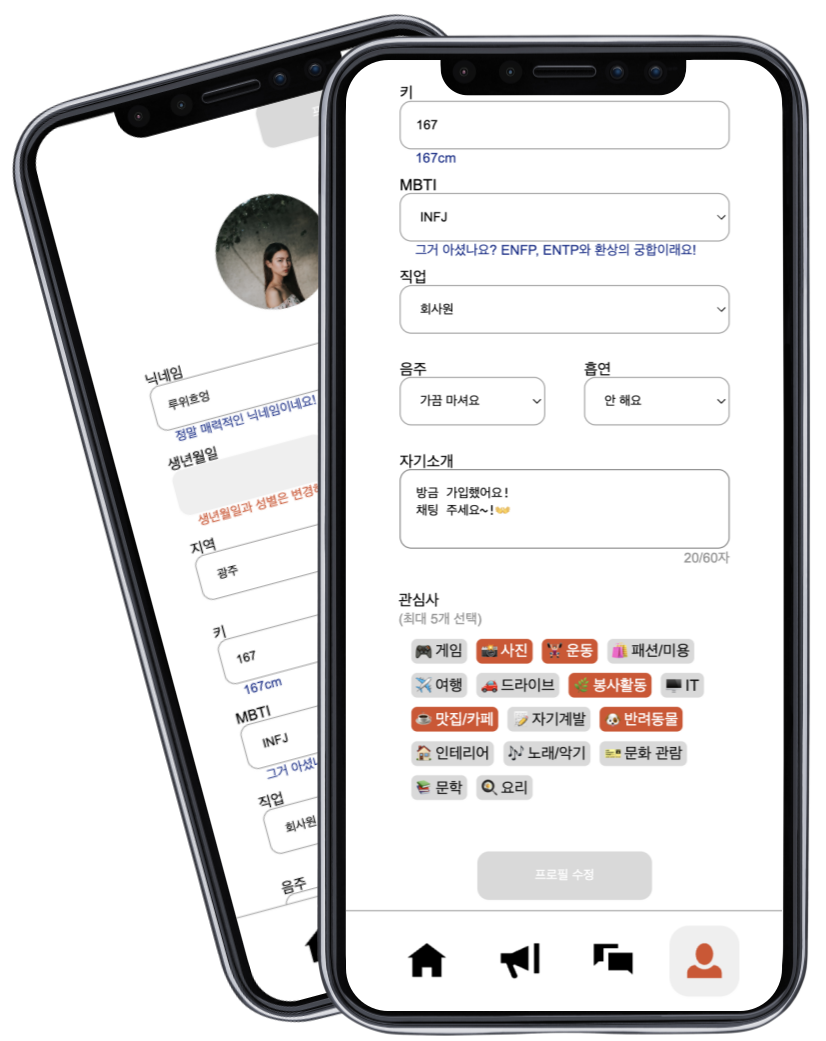 닉네임
루위흐엉
정말 매력적인 닉네임이네요!
생년월일
생년월일과 성별은 변경
지역
광주
키
167
167cm
MBTI
INFJ
그거 아셨
직업
회사원
음주
키
167
167cm
MBTI
INFJ
그거 아셨나요? ENFP, ENTP와 환상의 궁합이래요!
직업
회사원
음주 흡연
가끔 마셔요 안 해요
자기소개
방금 가입했어요!
채팅 주세요~!🤝
20/60자
관심사
(최대 5개 선택)
🎮 게임 📸 사진 🏋️ 운동 🛍️ 패션/미용
✈️ 여행 🚗 드라이브 🌿 봉사활동 🖥️ IT
☕ 맛집/카페 📝 자기계발 🐶 반려동물
🏠 인테리어 🎶 노래/악기 🎫 문화 관람
📚 문학 🍳 요리
프로필 수정